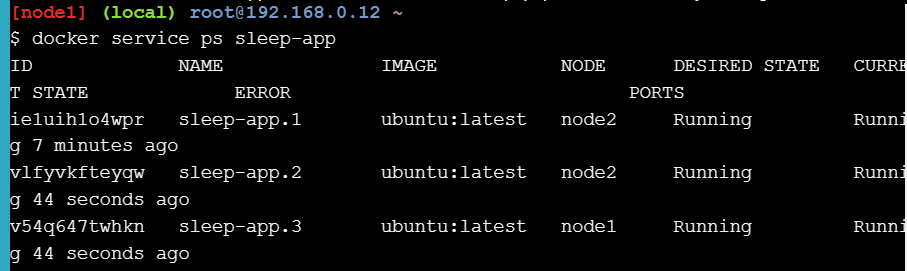 [node1] (local) root@192.168.0.12 ~
$ docker service ps sleep-app
ID NAME IMAGE NODE DESIRED STATE CURRE
T STATE ERROR PORTS
ie1uih1o4wpr sleep-app.1 ubuntu:latest node2 Running Runni
g 7 minutes ago
vlfyvkfteyqw sleep-app.2 ubuntu:latest node2 Running Runni
g 44 seconds ago
v54q647twhkn sleep-app.3 ubuntu:latest node1 Running Runni
g 44 seconds ago